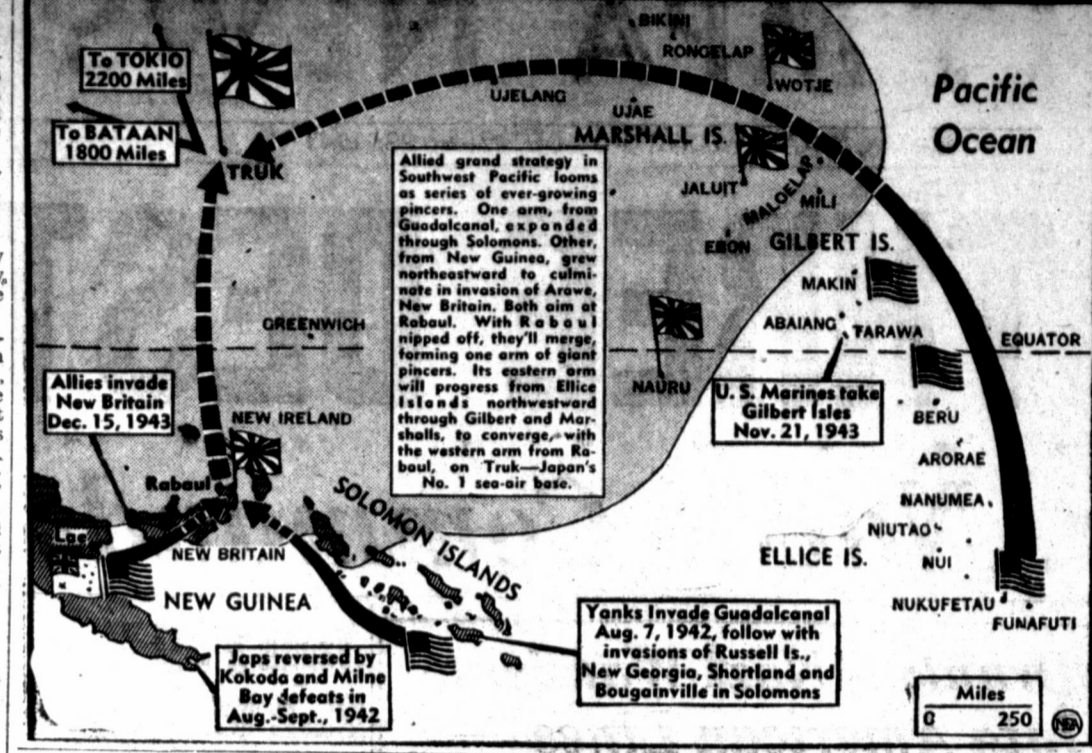 BIKINI
RONGELAP
WOTJE
Pacific
Ocean
To TOKIO
2200 Miles
To BATAAN
1800 Miles
TRUK
UJELANG
UJAE
MARSHALL IS.
JALUIT
MALOELAP
MILI
EBON
GILBERT IS.
Allied grand strategy in
Southwest Pacific looms
as series of ever-growing
pincers. One arm, from
Guadalcanal, expanded
through Solomons. Other,
from New Guinea, grew
northeastward to culmi-
nate in invasion of Arawe,
New Britain. Both aim at
Rabaul. With Rabaul
nipped off, they'll merge,
forming one arm of giant
pincers. Its eastern arm
will progress from Ellice
Islands northwestward
through Gilbert and Mar-
shalls, to converge, with
the western arm from Ra-
baul, on Truk—Japan's
No. 1 sea-air base.
MAKIN
ABAIANG
TARAWA
GREENWICH
EQUATOR
NAURU
Allies invade
New Britain
Dec. 15, 1943
U. S. Marines take
Gilbert Isles
Nov. 21, 1943
NEW IRELAND
BERU
ARORAE
Rabaul
SOLOMON ISLANDS
NANUMEA
NIUTAO
Lae
NEW BRITAIN
ELLICE IS.
NUI
NEW GUINEA
NUKUFETAU
FUNAFUTI
Yanks Invade Guadalcanal
Aug. 7, 1942, follow with
invasions of Russell Is.,
New Georgia, Shortland and
Bougainville in Solomons
Japs reversed by
Kokoda and Milne
Bay defeats in
Aug.-Sept., 1942
Miles
0 250
NEA